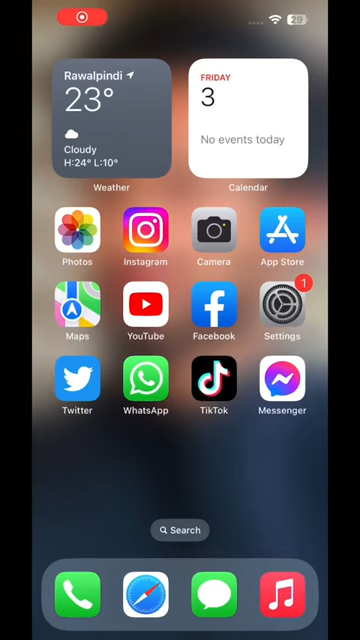 29
Rawalpindi
23°
Cloudy
H:24° L:10°
Weather
FRIDAY
3
No events today
Calendar
Photos
Instagram
Camera
App Store
Maps
YouTube
Facebook
1
Settings
Twitter
WhatsApp
TikTok
Messenger
Search